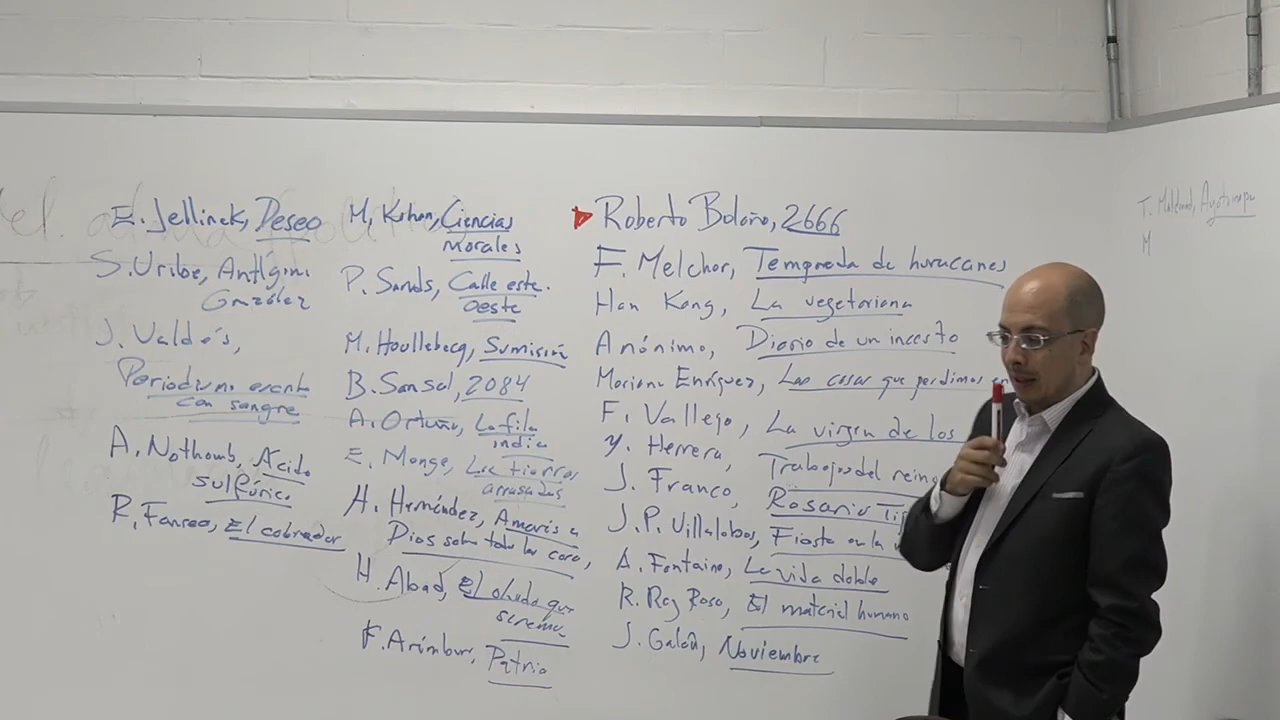 E. Jellinek, Deseo
S. Uribe, Antígona
González
J. Valdés,
Periodismo escrito
con sangre
A. Nothomb, Ácido
sulfúrico
R. Fonseca, El cobrador
M. Kohan, Ciencias
morales
P. Sands, Calle este.
oeste
M. Houllebecq, Sumisión
B. Sansal, 2084
A. Ortuño, La fila
india
E. Monge, Las tierras
arrasadas
H. Hernández, Amarás a
Dios sobre todas las cosas,
H. Abad, El olvido que
seremos
F. Aramburu,
Patria
Roberto Bolaño, 2666
F. Melchor, Temporada de huracanes
Han Kang, La vegetariana
Anónimo, Diario de un incesto
Mariana Enríquez, Las cosas que perdimos en
F. Vallejo, La virgen de los
Y. Herrera, Trabajos del reino
J. Franco, Rosario Tij
J.P. Villalobos, Fiesta en la
A. Fontaine, La vida doble
R. Rey Rosa, El material humano
J. Galán, Noviembre